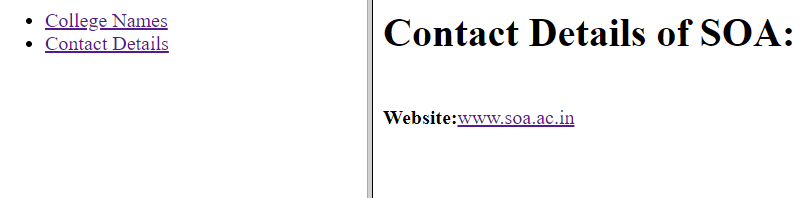 College Names
Contact Details
Contact Details of SOA:
Website:www.soa.ac.in